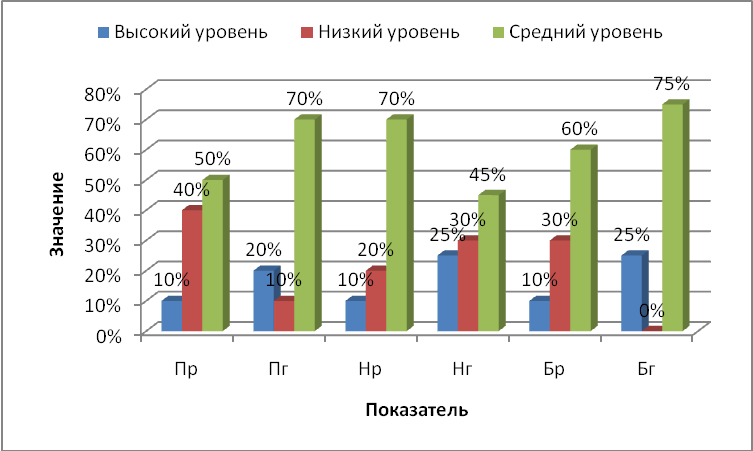 Высокий уровень Низкий уровень Средний уровень
80%
70%
60%
50%
40%
30%
20%
10%
0%
Значение
10% 40% 50%
20% 10% 70%
10% 20% 70%
25% 30% 45%
10% 30% 60%
25% 0% 75%
Пр Пг Нр Нг Бр Бг
Показатель